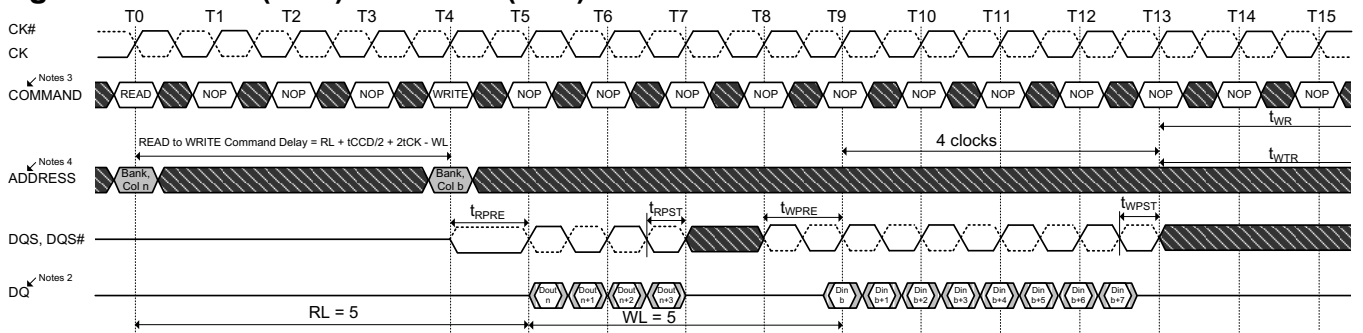 T0 T1 T2 T3 T4 T5 T6 T7 T8 T9 T10 T11 T12 T13 T14 T15
CK#
CK
Notes 3
COMMAND READ NOP NOP NOP WRITE NOP NOP NOP NOP NOP NOP NOP NOP NOP NOP NOP
tWR
READ to WRITE Command Delay = RL + tCCD/2 + 2tCK - WL
4 clocks
tWTR
Notes 4
ADDRESS Bank, Col n Bank, Col b
tRPRE tRPST tWPRE tWPST
DQS, DQS#
Notes 2
DQ Dout n Dout n+1 Dout n+2 Dout n+3 Din b Din b+1 Din b+2 Din b+3 Din b+4 Din b+5 Din b+6 Din b+7
RL = 5 WL = 5